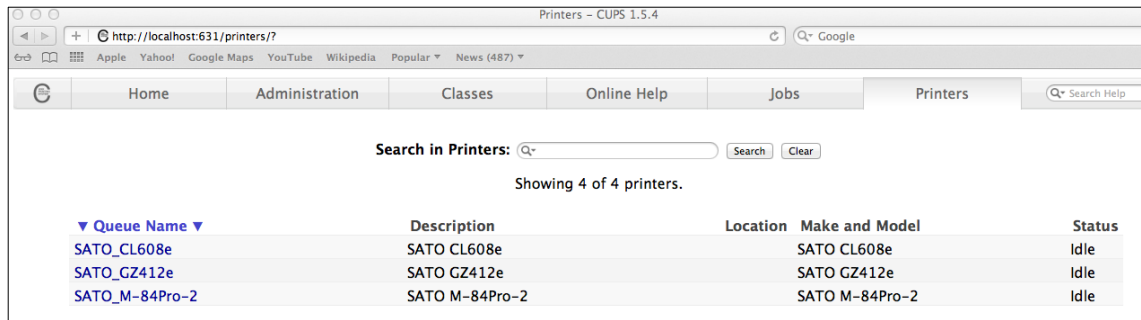 Printers - CUPS 1.5.4
http://localhost:631/printers/?
Google
Apple Yahoo! Google Maps YouTube Wikipedia Popular News (487)
Home Administration Classes Online Help Jobs Printers Search Help
Search in Printers: Search Clear
Showing 4 of 4 printers.
▼ Queue Name ▼ Description Location Make and Model Status
SATO_CL608e SATO CL608e SATO CL608e Idle
SATO_GZ412e SATO GZ412e SATO GZ412e Idle
SATO_M-84Pro-2 SATO M-84Pro-2 SATO M-84Pro-2 Idle